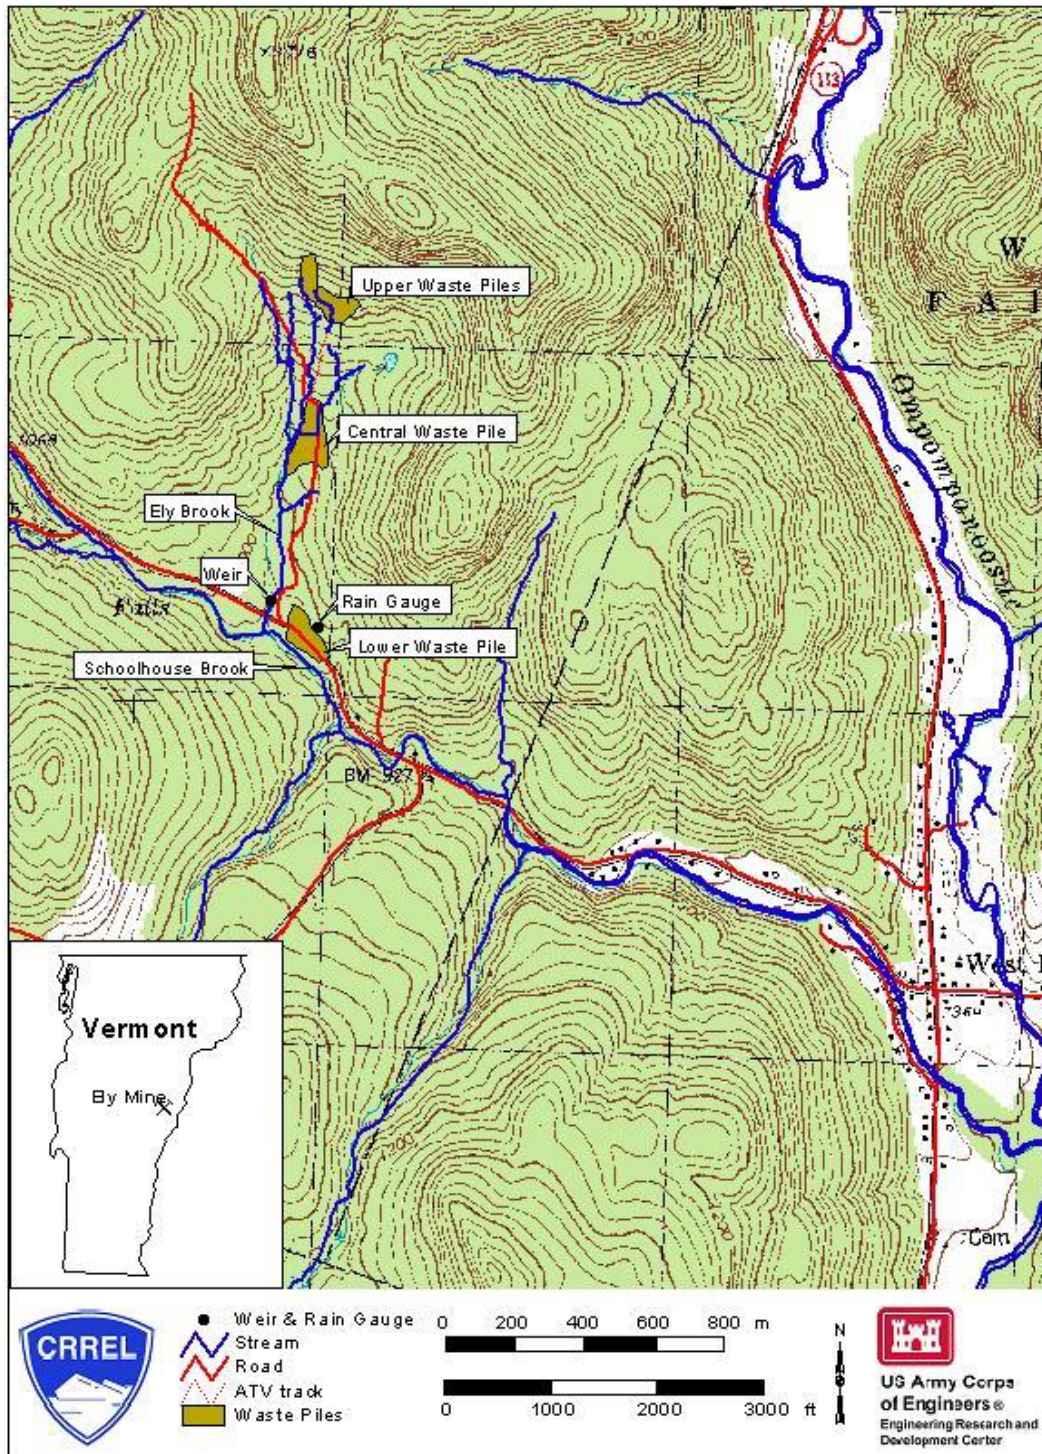 113
W
F A I
Upper Waste Piles
Ompompanoosuc
Central Waste Pile
Ely Brook
Weir
Falls
Rain Gauge
Lower Waste Pile
Schoolhouse Brook
BM 927
West
Vermont
Ely Mine
1200
Cem
CRREL
Weir & Rain Gauge
Stream
Road
ATV track
Waste Piles
0 200 400 600 800 m
0 1000 2000 3000 ft
N
US Army Corps
of Engineers®
Engineering Research and
Development Center